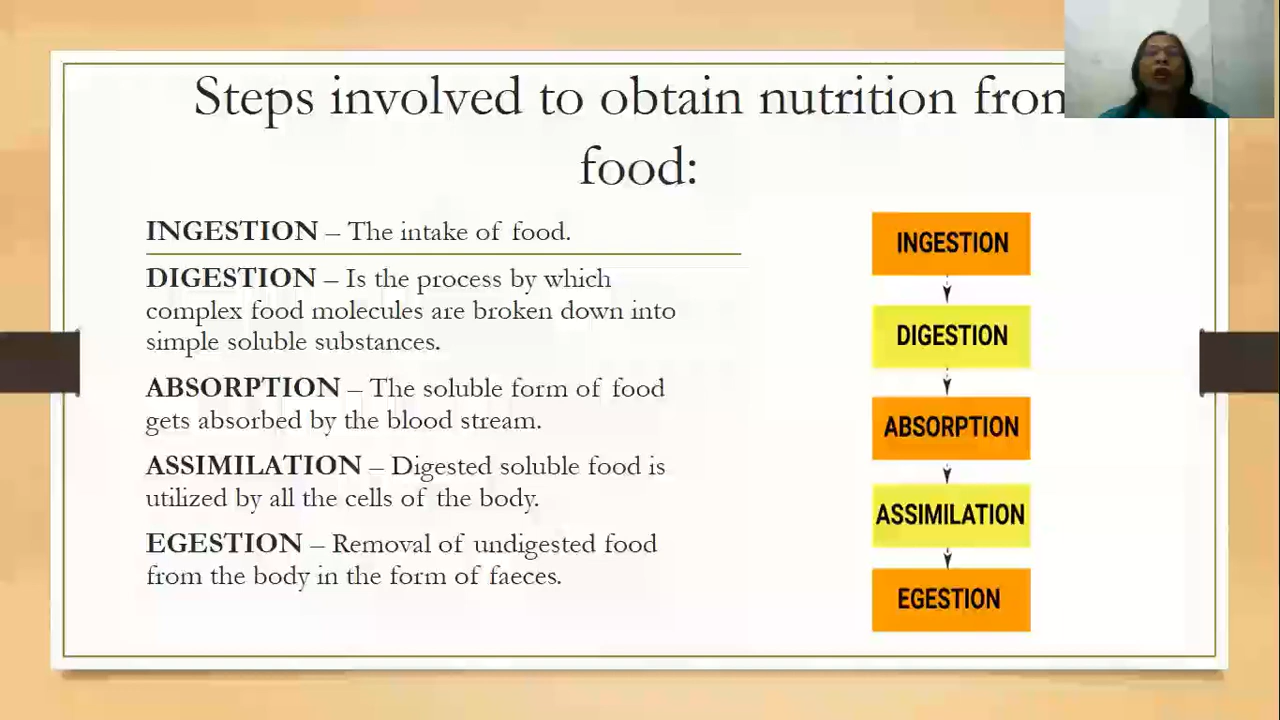 Steps involved to obtain nutrition from
food:
INGESTION – The intake of food.
DIGESTION – Is the process by which
complex food molecules are broken down into
simple soluble substances.
ABSORPTION – The soluble form of food
gets absorbed by the blood stream.
ASSIMILATION – Digested soluble food is
utilized by all the cells of the body.
EGESTION – Removal of undigested food
from the body in the form of faeces.
INGESTION
DIGESTION
ABSORPTION
ASSIMILATION
EGESTION